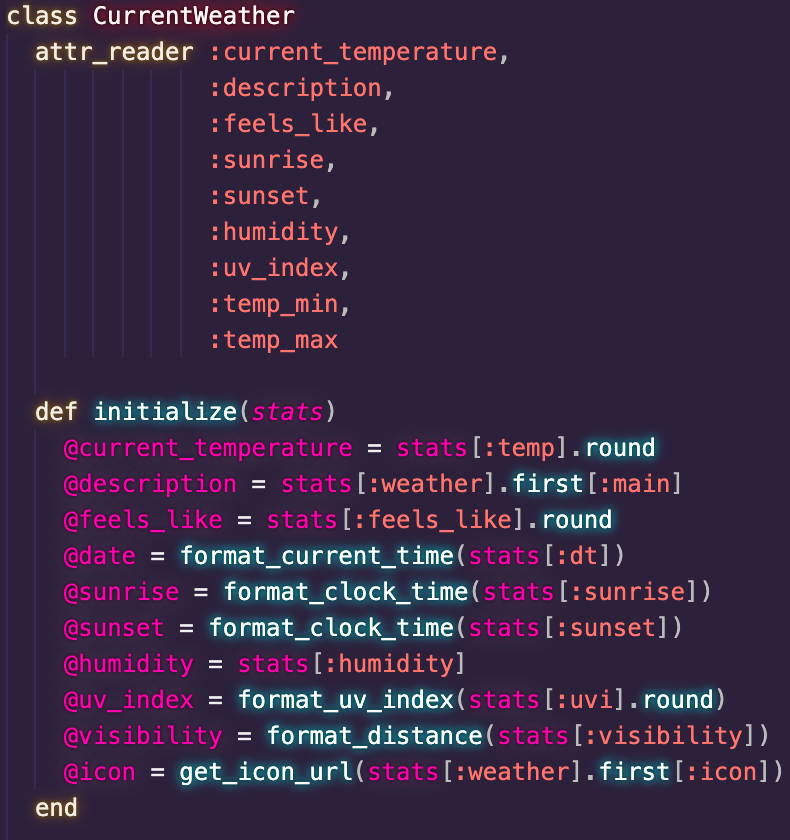 class CurrentWeather
  attr_reader :current_temperature,
              :description,
              :feels_like,
              :sunrise,
              :sunset,
              :humidity,
              :uv_index,
              :temp_min,
              :temp_max

  def initialize(stats)
    @current_temperature = stats[:temp].round
    @description = stats[:weather].first[:main]
    @feels_like = stats[:feels_like].round
    @date = format_current_time(stats[:dt])
    @sunrise = format_clock_time(stats[:sunrise])
    @sunset = format_clock_time(stats[:sunset])
    @humidity = stats[:humidity]
    @uv_index = format_uv_index(stats[:uvi].round)
    @visibility = format_distance(stats[:visibility])
    @icon = get_icon_url(stats[:weather].first[:icon])
  end